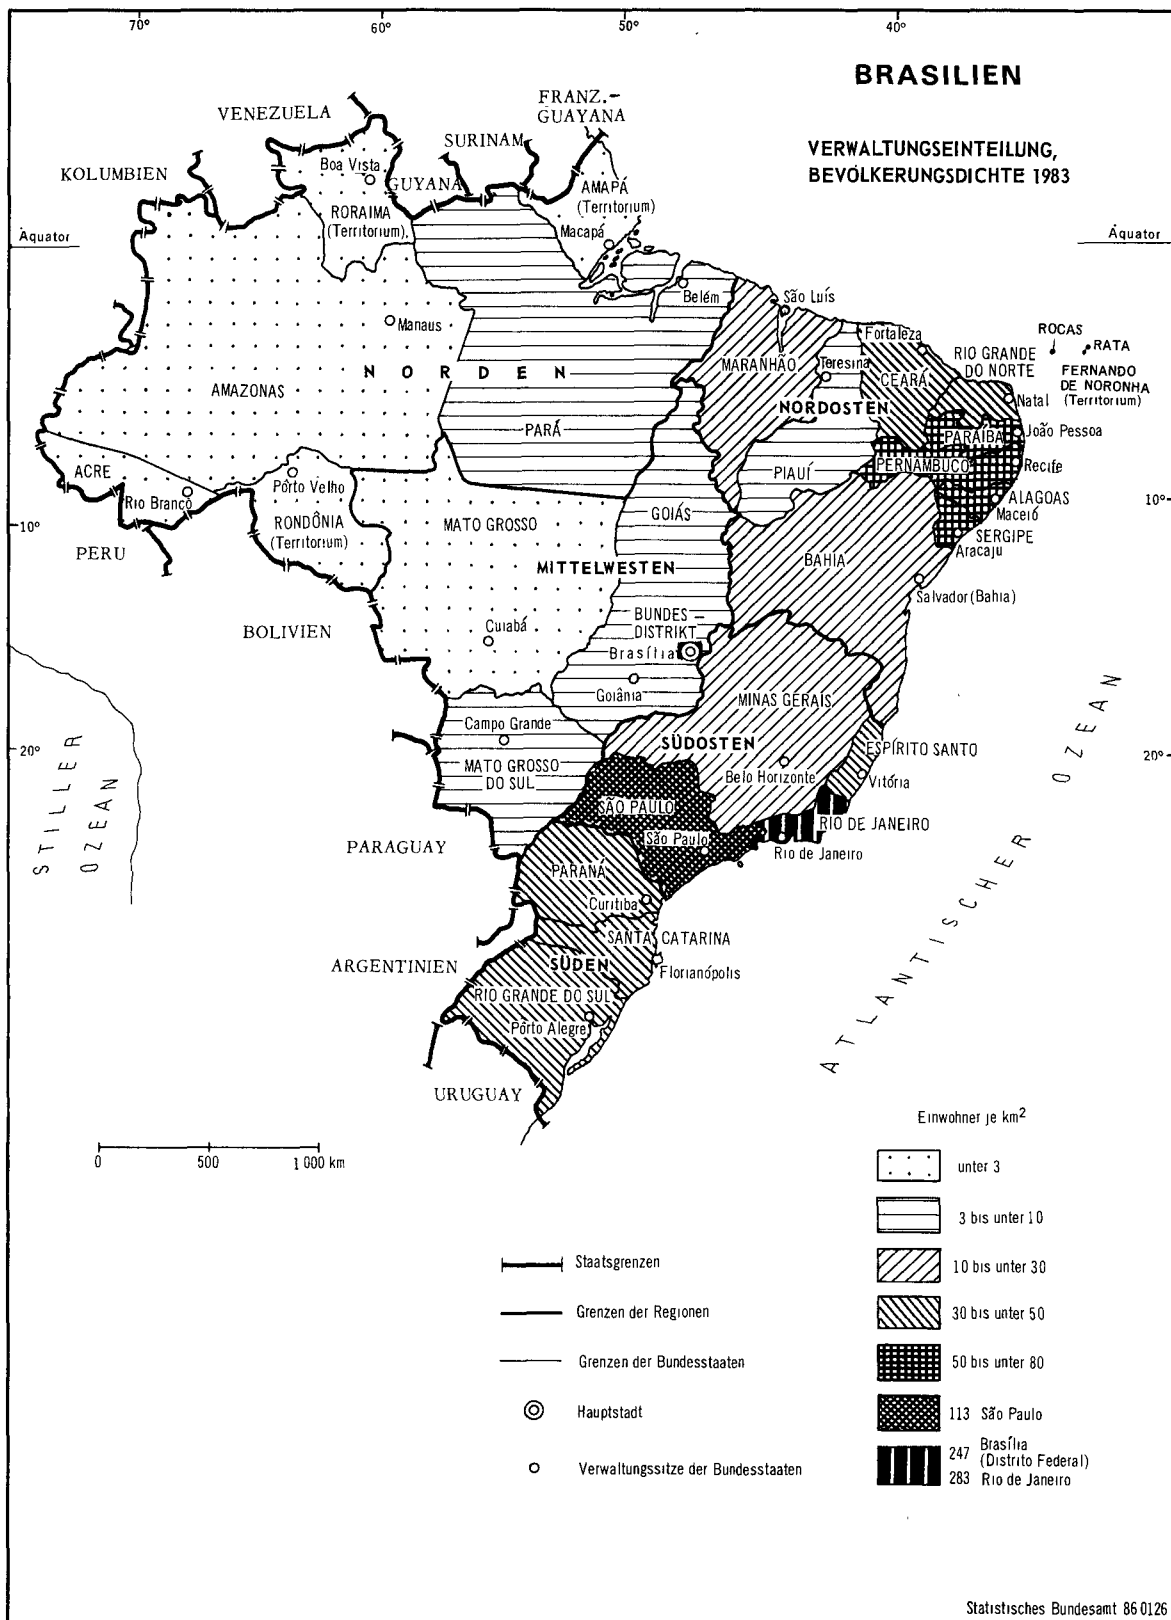 70°
60°
50°
40°
BRASILIEN
VERWALTUNGSEINTEILUNG,
BEVÖLKERUNGSDICHTE 1983
VENEZUELA
FRANZ.-
GUAYANA
SURINAM
KOLUMBIEN
GUYANA
Boa Vista
RORAIMA
(Territorium)
AMAPÁ
(Territorium)
Macapá
Äquator
Äquator
Belém
São Luís
Manaus
Fortaleza
ROCAS
RATA
RIO GRANDE
DO NORTE
FERNANDO
DE NORONHA
(Territorium)
MARANHÃO
Teresina
CEARÁ
NORDEN
AMAZONAS
Natal
NORDOSTEN
PARÁ
PARAÍBA
João Pessoa
ACRE
Rio Branco
Pôrto Velho
PIAUÍ
PERNAMBUCO
Recife
ALAGOAS
Maceió
10°
10°
RONDÔNIA
(Territorium)
MATO GROSSO
GOIÁS
SERGIPE
Aracaju
PERU
MITTELWESTEN
BAHIA
Salvador (Bahia)
BOLIVIEN
Cuiabá
BUNDES-
DISTRIKT
Brasília
Goiânia
MINAS GERAIS
Campo Grande
SÜDOSTEN
ESPÍRITO SANTO
20°
20°
MATO GROSSO
DO SUL
Belo Horizonte
Vitória
STILLER
OZEAN
SÃO PAULO
RIO DE JANEIRO
São Paulo
Rio de Janeiro
PARAGUAY
PARANÁ
Curitiba
ATLANTISCHER OZEAN
SANTA CATARINA
ARGENTINIEN
SÜDEN
Florianópolis
RIO GRANDE DO SUL
Pôrto Alegre
URUGUAY
0 500 1 000 km
Einwohner je km²
unter 3
3 bis unter 10
10 bis unter 30
30 bis unter 50
50 bis unter 80
113 São Paulo
247 Brasília
(Distrito Federal)
283 Rio de Janeiro
Staatsgrenzen
Grenzen der Regionen
Grenzen der Bundesstaaten
Hauptstadt
Verwaltungssitze der Bundesstaaten
Statistisches Bundesamt 86 0126